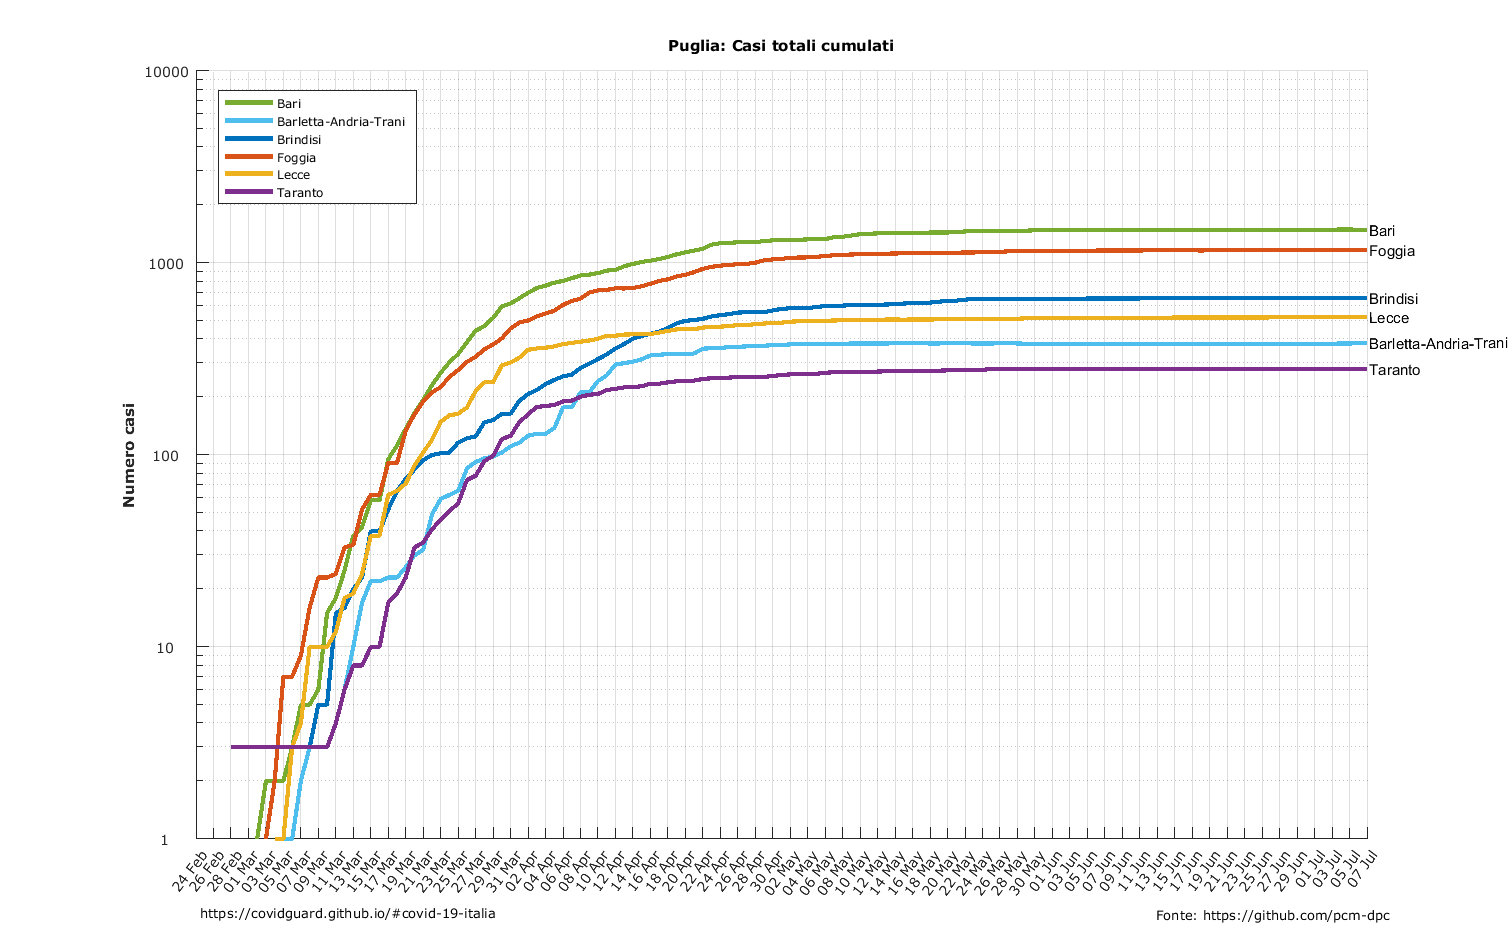 Puglia: Casi totali cumulati
10000
1000
100
10
1
Numero casi
Bari
Barletta-Andria-Trani
Brindisi
Foggia
Lecce
Taranto
Bari
Foggia
Brindisi
Lecce
Barletta-Andria-Trani
Taranto
24 Feb
26 Feb
28 Feb
01 Mar
03 Mar
05 Mar
07 Mar
09 Mar
11 Mar
13 Mar
15 Mar
17 Mar
19 Mar
21 Mar
23 Mar
25 Mar
27 Mar
29 Mar
31 Mar
02 Apr
04 Apr
06 Apr
08 Apr
10 Apr
12 Apr
14 Apr
16 Apr
18 Apr
20 Apr
22 Apr
24 Apr
26 Apr
28 Apr
30 Apr
02 May
04 May
06 May
08 May
10 May
12 May
14 May
16 May
18 May
20 May
22 May
24 May
26 May
28 May
30 May
01 Jun
03 Jun
05 Jun
07 Jun
09 Jun
11 Jun
13 Jun
15 Jun
17 Jun
19 Jun
21 Jun
23 Jun
25 Jun
27 Jun
29 Jun
01 Jul
03 Jul
05 Jul
07 Jul
https://covidguard.github.io/#covid-19-italia
Fonte: https://github.com/pcm-dpc